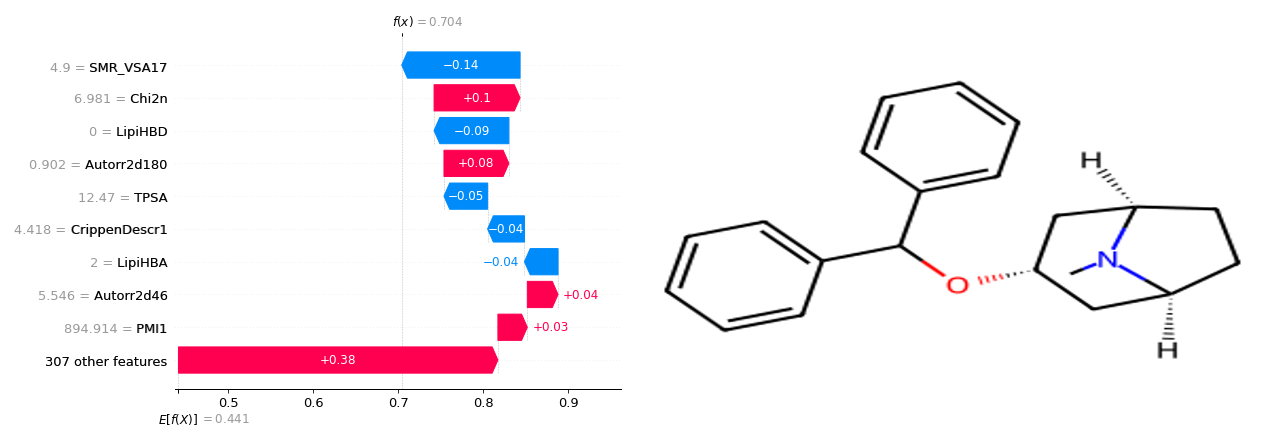 f(x) = 0.704
4.9 = SMR_VSA17
−0.14
6.981 = Chi2n
+0.1
0 = LipiHBD
−0.09
0.902 = Autorr2d180
+0.08
12.47 = TPSA
−0.05
4.418 = CrippenDescr1
−0.04
2 = LipiHBA
−0.04
5.546 = Autorr2d46
+0.04
894.914 = PMI1
+0.03
307 other features
+0.38
0.5 0.6 0.7 0.8 0.9
E[f(X)] = 0.441
H
N
O
H